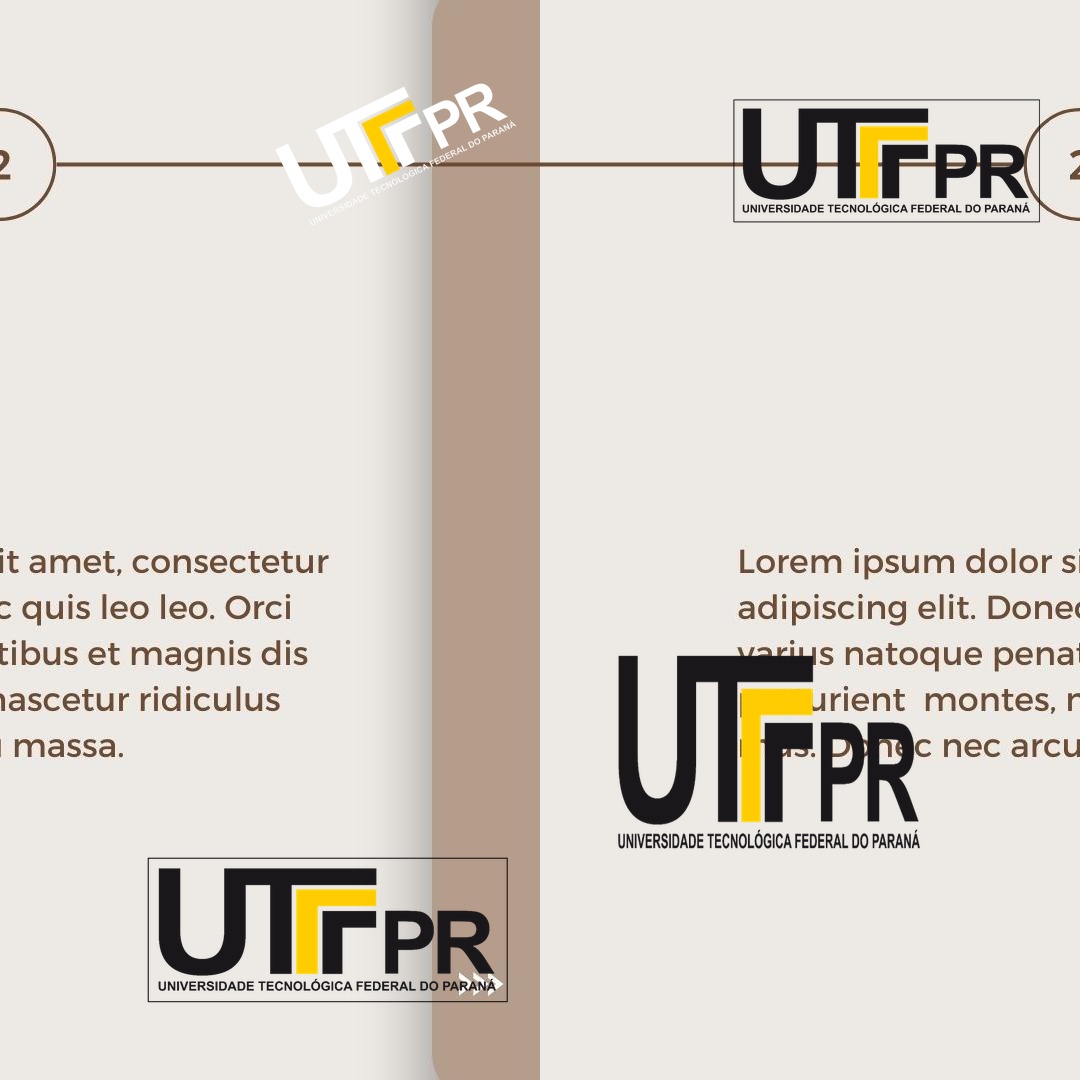 2
UTFPR
UNIVERSIDADE TECNOLÓGICA FEDERAL DO PARANÁ
UTFPR
UNIVERSIDADE TECNOLÓGICA FEDERAL DO PARANÁ
2
it amet, consectetur
c quis leo leo. Orci
tibus et magnis dis
nascetur ridiculus
massa.
Lorem ipsum dolor si
adipiscing elit. Donec
varius natoque penat
urient montes, n
mus. Donec nec arcu
UTFPR
UNIVERSIDADE TECNOLÓGICA FEDERAL DO PARANÁ
UTFPR
UNIVERSIDADE TECNOLÓGICA FEDERAL DO PARANÁ